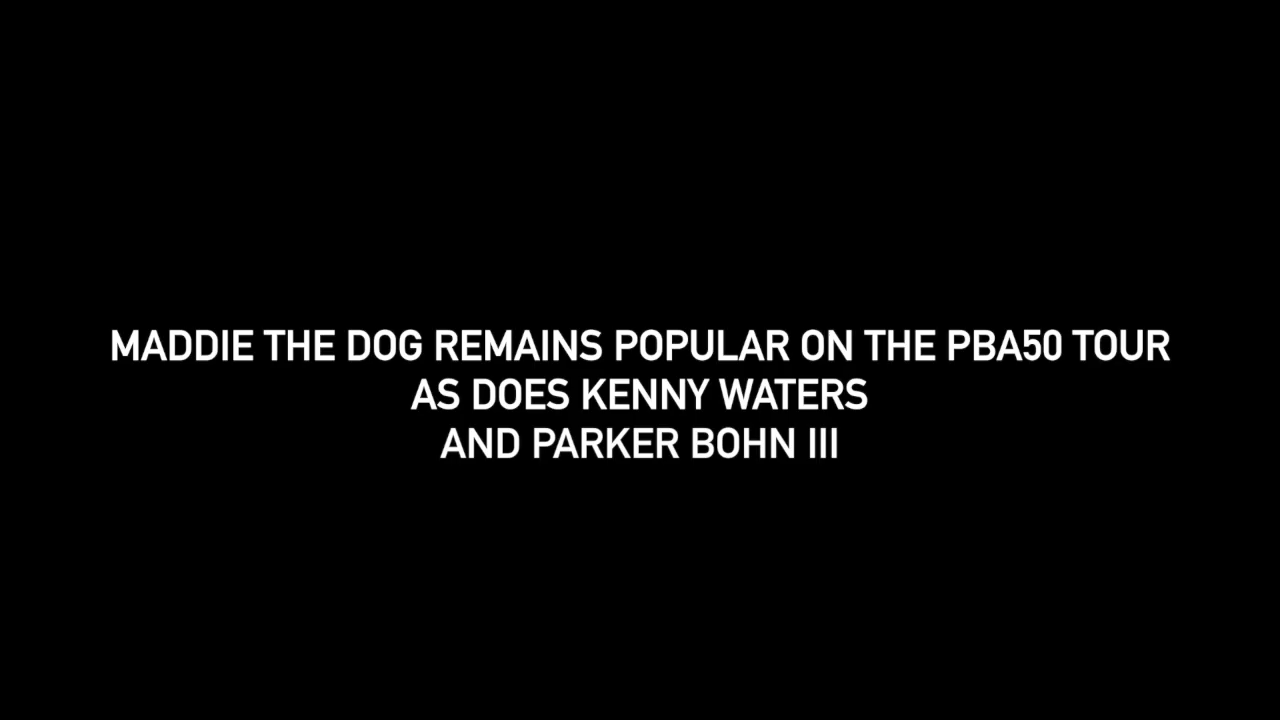 MADDIE THE DOG REMAINS POPULAR ON THE PBA50 TOUR
AS DOES KENNY WATERS
AND PARKER BOHN III